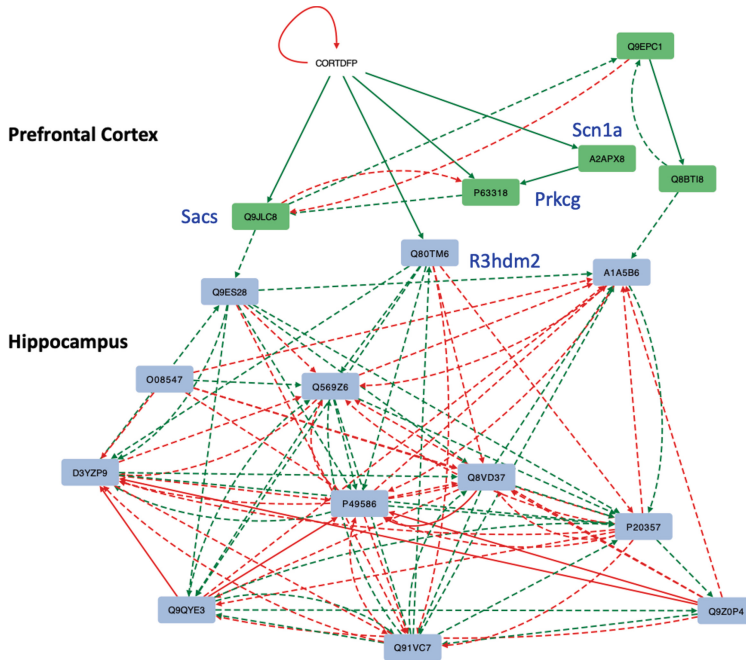 Q9EPC1
CORTDFP
Prefrontal Cortex
Scn1a
A2APX8
Q8BTI8
P63318
Prkcg
Sacs
Q9JLC8
Q80TM6
R3hdm2
A1A5B6
Q9ES28
Hippocampus
O08547
Q569Z6
D3YZP9
Q8VD37
P49586
P20357
Q9QYE3
Q9Z0P4
Q91VC7